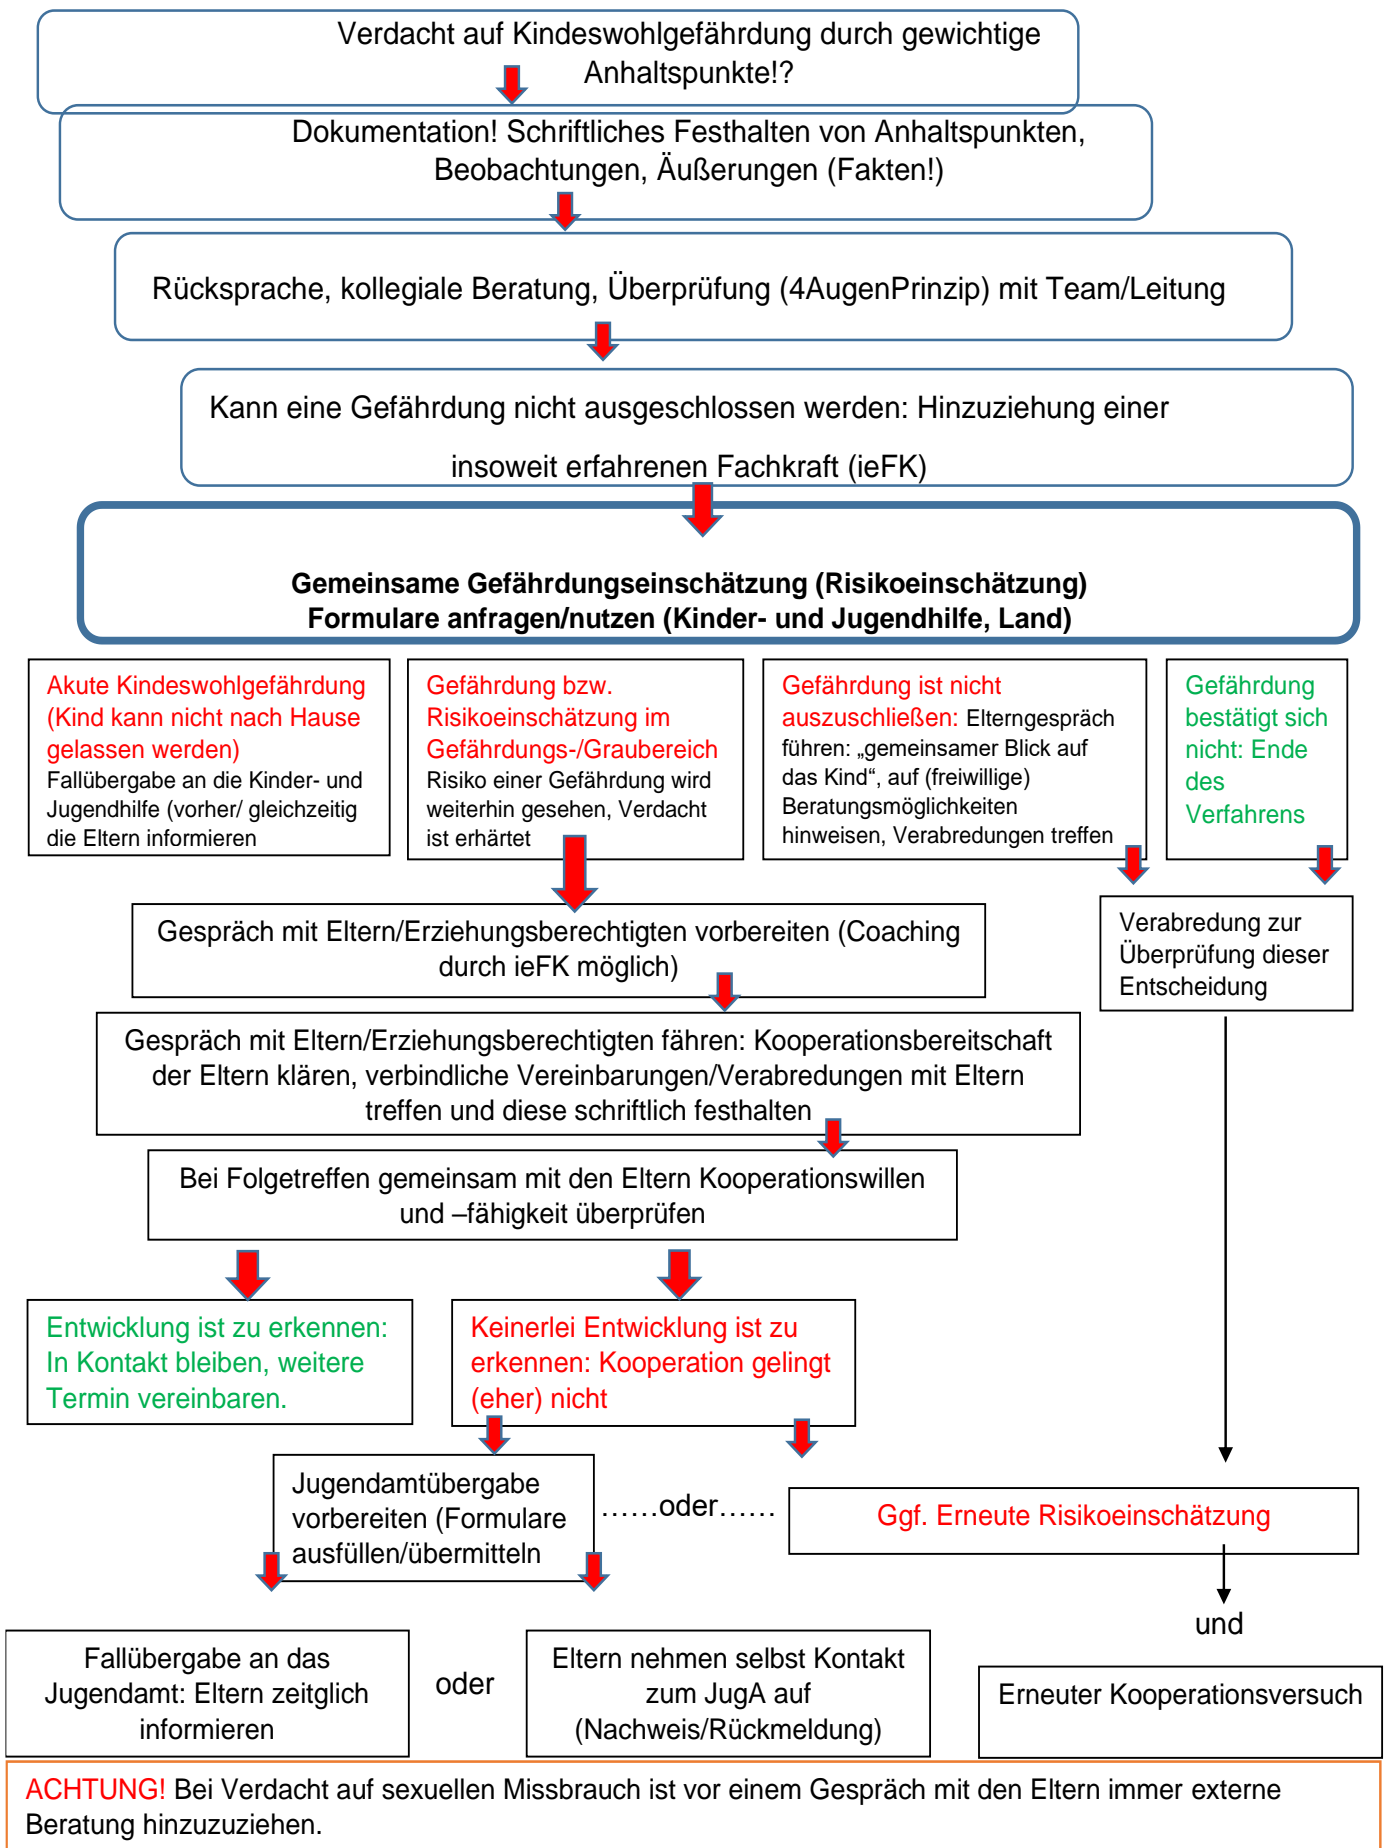 Verdacht auf Kindeswohlgefährdung durch gewichtige
Anhaltspunkte!?
Dokumentation! Schriftliches Festhalten von Anhaltspunkten,
Beobachtungen, Äußerungen (Fakten!)
Rücksprache, kollegiale Beratung, Überprüfung (4AugenPrinzip) mit Team/Leitung
Kann eine Gefährdung nicht ausgeschlossen werden: Hinzuziehung einer
insoweit erfahrenen Fachkraft (ieFK)
Gemeinsame Gefährdungseinschätzung (Risikoeinschätzung)
Formulare anfragen/nutzen (Kinder- und Jugendhilfe, Land)
Akute Kindeswohlgefährdung
(Kind kann nicht nach Hause
gelassen werden)
Fallübergabe an die Kinder- und
Jugendhilfe (vorher/ gleichzeitig
die Eltern informieren
Gefährdung bzw.
Risikoeinschätzung im
Gefährdungs-/Graubereich
Risiko einer Gefährdung wird
weiterhin gesehen, Verdacht
ist erhärtet
Gefährdung ist nicht
auszuschließen: Elterngespräch
führen: „gemeinsamer Blick auf
das Kind“, auf (freiwillige)
Beratungsmöglichkeiten
hinweisen, Verabredungen treffen
Gefährdung
bestätigt sich
nicht: Ende
des
Verfahrens
Gespräch mit Eltern/Erziehungsberechtigten vorbereiten (Coaching
durch ieFK möglich)
Verabredung zur
Überprüfung dieser
Entscheidung
Gespräch mit Eltern/Erziehungsberechtigten fähren: Kooperationsbereitschaft
der Eltern klären, verbindliche Vereinbarungen/Verabredungen mit Eltern
treffen und diese schriftlich festhalten
Bei Folgetreffen gemeinsam mit den Eltern Kooperationswillen
und –fähigkeit überprüfen
Entwicklung ist zu erkennen:
In Kontakt bleiben, weitere
Termin vereinbaren.
Keinerlei Entwicklung ist zu
erkennen: Kooperation gelingt
(eher) nicht
Jugendamtübergabe
vorbereiten (Formulare
ausfüllen/übermitteln
……oder……
Ggf. Erneute Risikoeinschätzung
und
Fallübergabe an das
Jugendamt: Eltern zeitglich
informieren
oder
Eltern nehmen selbst Kontakt
zum JugA auf
(Nachweis/Rückmeldung)
Erneuter Kooperationsversuch
ACHTUNG! Bei Verdacht auf sexuellen Missbrauch ist vor einem Gespräch mit den Eltern immer externe
Beratung hinzuzuziehen.